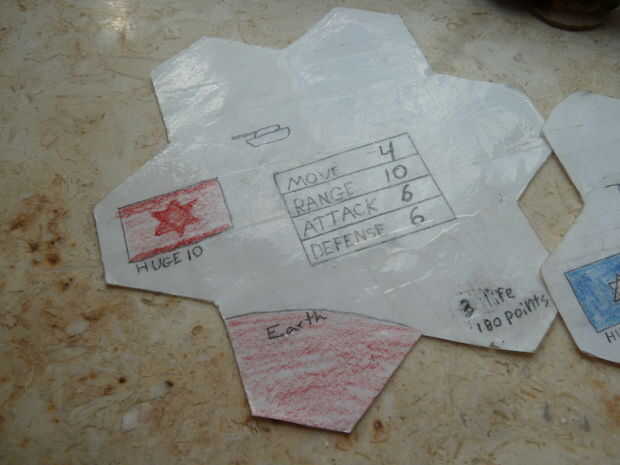 MOVE 4
RANGE 10
ATTACK 6
DEFENSE 6
HUGE 10
Earth
3 life
180 points